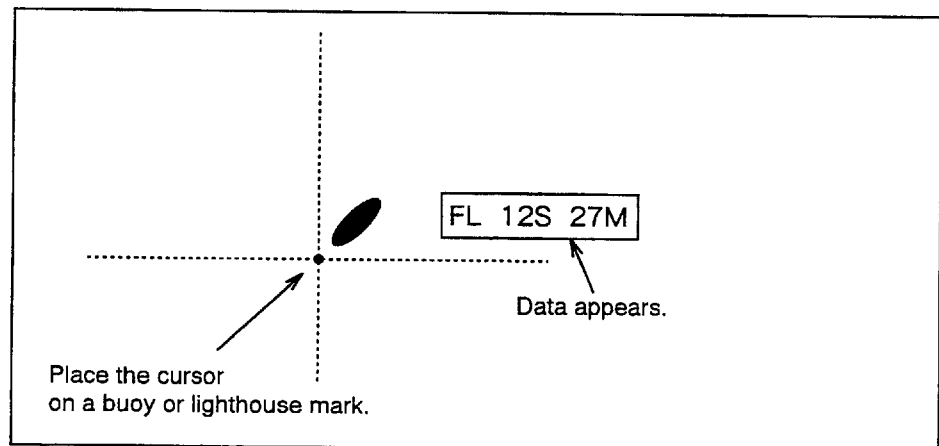 FL 12S 27M
Data appears.
Place the cursor
on a buoy or lighthouse mark.